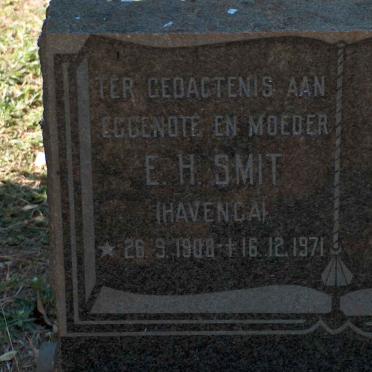 TER GEDAGTENIS AAN
EGGENOTE EN MOEDER
E. H. SMIT
(HAVENGA)
★ 26.9.1900 - † 16.12.1971